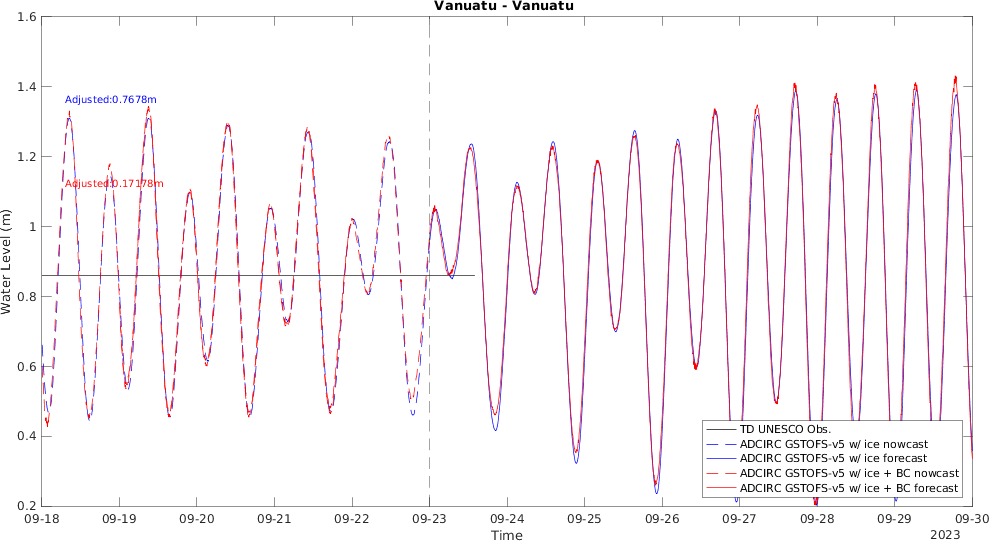 Vanuatu - Vanuatu
1.6
1.4
1.2
1
0.8
0.6
0.4
0.2
Water Level (m)
Adjusted:0.7678m
Adjusted:0.17178m
TD UNESCO Obs.
ADCIRC GSTOFS-v5 w/ ice nowcast
ADCIRC GSTOFS-v5 w/ ice forecast
ADCIRC GSTOFS-v5 w/ ice + BC nowcast
ADCIRC GSTOFS-v5 w/ ice + BC forecast
09-18 09-19 09-20 09-21 09-22 09-23 09-24 09-25 09-26 09-27 09-28 09-29 09-30
Time
2023